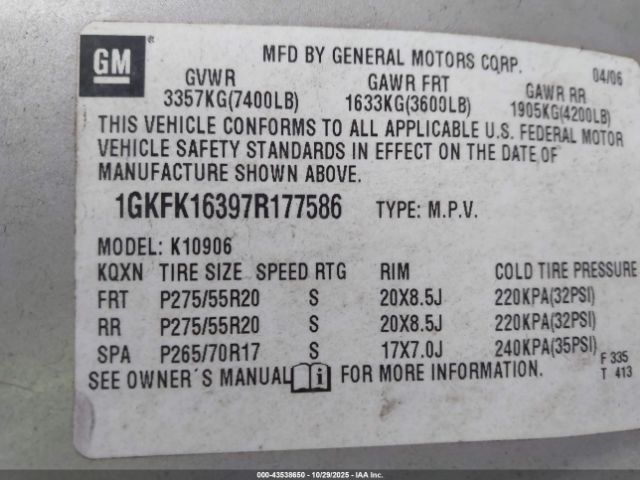 GM
MFD BY GENERAL MOTORS CORP.
04/06
GVWR GAWR FRT GAWR RR
3357KG(7400LB) 1633KG(3600LB) 1905KG(4200LB)
THIS VEHICLE CONFORMS TO ALL APPLICABLE U.S. FEDERAL MOTOR
VEHICLE SAFETY STANDARDS IN EFFECT ON THE DATE OF
MANUFACTURE SHOWN ABOVE.
1GKFK16397R177586 TYPE: M.P.V.
MODEL: K10906
KQXN TIRE SIZE SPEED RTG RIM COLD TIRE PRESSURE
FRT P275/55R20 S 20X8.5J 220KPA(32PSI)
RR P275/55R20 S 20X8.5J 220KPA(32PSI)
SPA P265/70R17 S 17X7.0J 240KPA(35PSI)
F 335
SEE OWNER´S MANUAL i FOR MORE INFORMATION.
T 413
000-43538650 - 10/29/2025 - IAA, Inc.